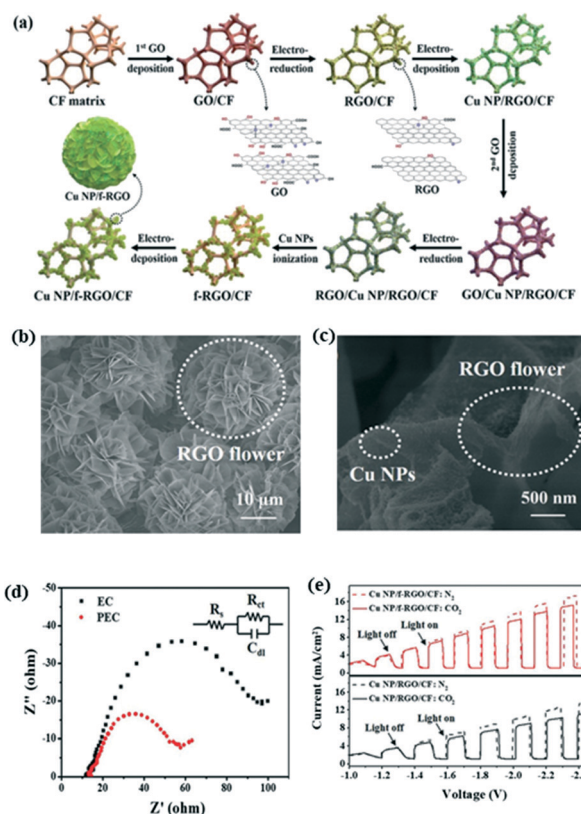 (a)
1st GO
deposition
Electro-
reduction
Electro-
deposition
CF matrix
GO/CF
RGO/CF
Cu NP/RGO/CF
GO
RGO
2nd GO
deposition
Cu NP/f-RGO
Electro-
deposition
Cu NPs
ionization
Electro-
reduction
Cu NP/f-RGO/CF
f-RGO/CF
RGO/Cu NP/RGO/CF
GO/Cu NP/RGO/CF
(b)
RGO flower
10 μm
(c)
RGO flower
Cu NPs
500 nm
(d)
EC
PEC
Rs
Rct
Cdl
-50
-40
-30
-20
-10
0
Z'' (ohm)
0 20 40 60 80 100
Z' (ohm)
(e)
Cu NP/f-RGO/CF: N2
Cu NP/f-RGO/CF: CO2
Light off
Light on
16
12
8
4
Cu NP/RGO/CF: N2
Cu NP/RGO/CF: CO2
Light off
Light on
16
12
8
4
0
Current (mA/cm2)
-1.0 -1.2 -1.4 -1.6 -1.8 -2.0 -2.2
Voltage (V)